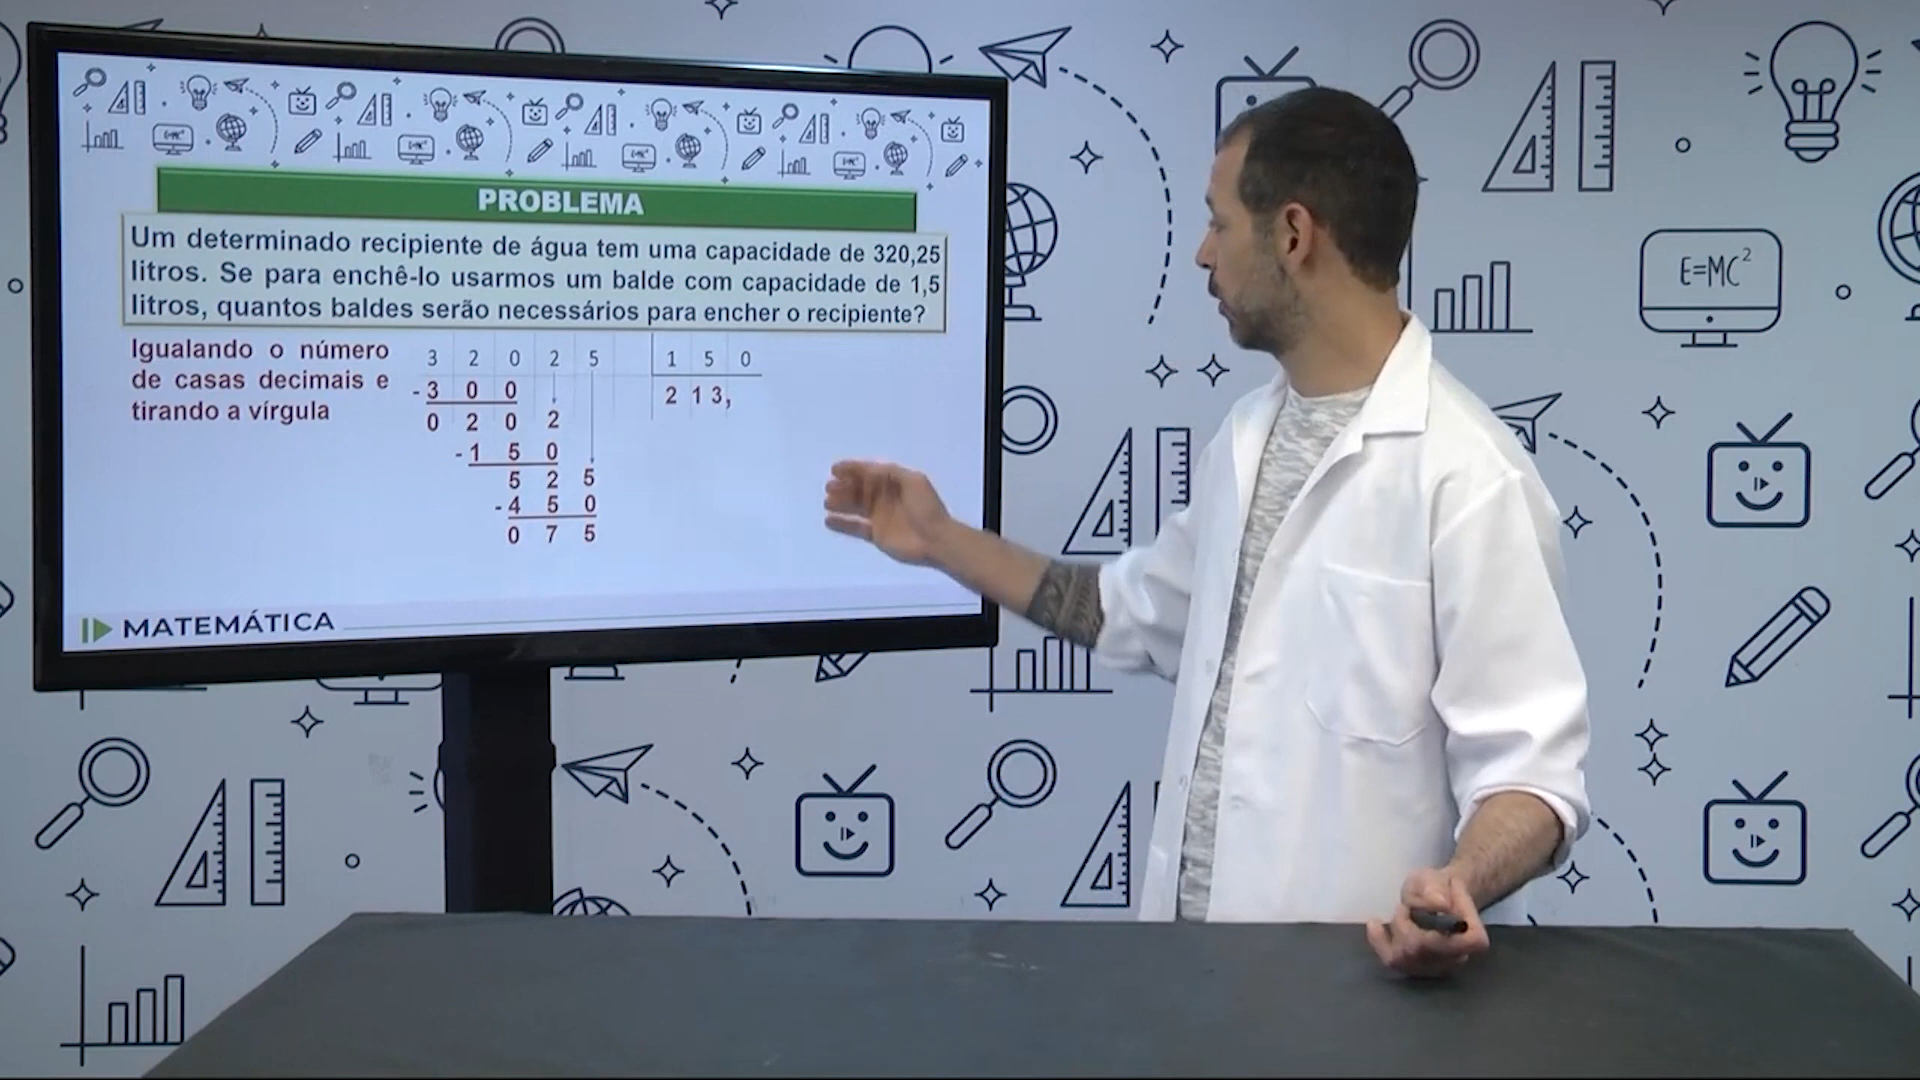 PROBLEMA
Um determinado recipiente de água tem uma capacidade de 320,25
litros. Se para enchê-lo usarmos um balde com capacidade de 1,5
litros, quantos baldes serão necessários para encher o recipiente?
Igualando o número
de casas decimais e
tirando a vírgula
3 2 0 2 5 1 5 0
- 3 0 0 2 1 3 ,
0 2 0 2
- 1 5 0
5 2 5
- 4 5 0
0 7 5
MATEMÁTICA
E=MC²